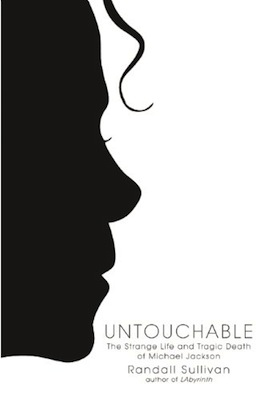 UNTOUCHABLE
The Strange Life and Tragic Death
of Michael Jackson
Randall Sullivan
author of LAbyrinth